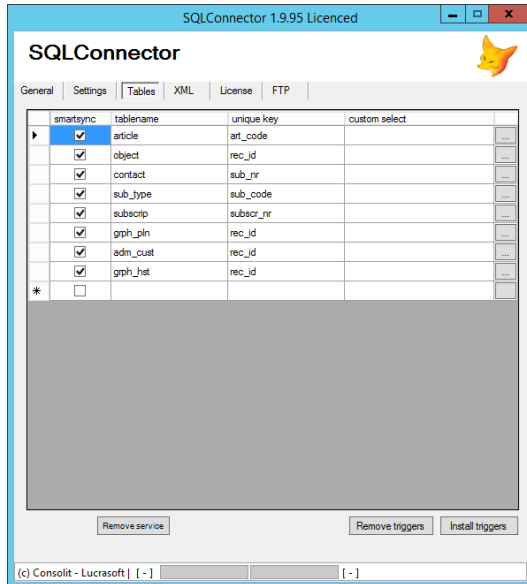 SQLConnector 1.9.95 Licenced
SQLConnector
General Settings Tables XML License FTP
smartsync tablename unique key custom select
article art_code ...
object rec_id ...
contact sub_nr ...
sub_type sub_code ...
subscrip subscr_nr ...
grph_pln rec_id ...
adm_cust rec_id ...
grph_hst rec_id ...
Remove service Remove triggers Install triggers
(c) Consolit - Lucrasoft | [ - ] [ - ]